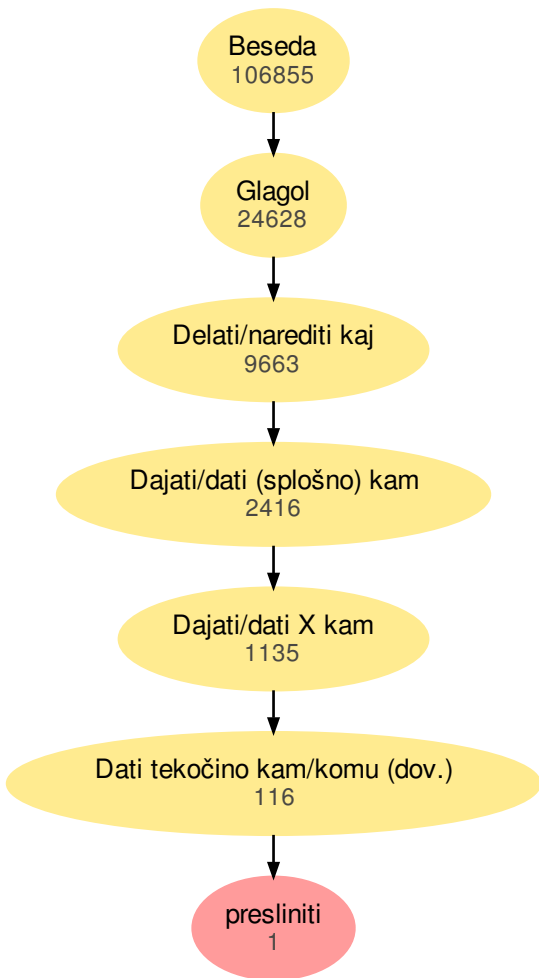 Beseda
106855
Glagol
24628
Delati/narediti kaj
9663
Dajati/dati (splošno) kam
2416
Dajati/dati X kam
1135
Dati tekočino kam/komu (dov.)
116
presliniti
1